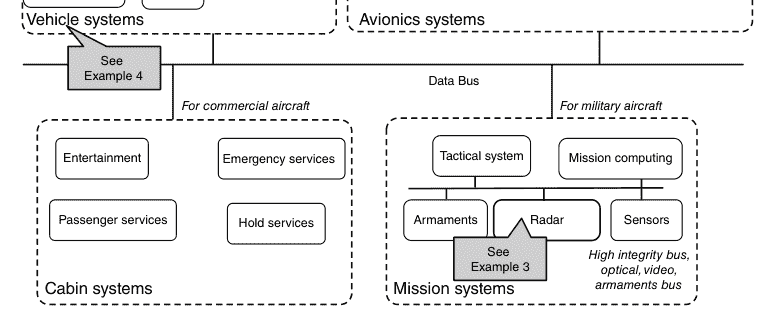 Vehicle systems
Avionics systems
See
Example 4
Data Bus
For commercial aircraft
For military aircraft
Entertainment
Emergency services
Passenger services
Hold services
Cabin systems
Tactical system
Mission computing
Armaments
Radar
Sensors
See
Example 3
High integrity bus,
optical, video,
armaments bus
Mission systems